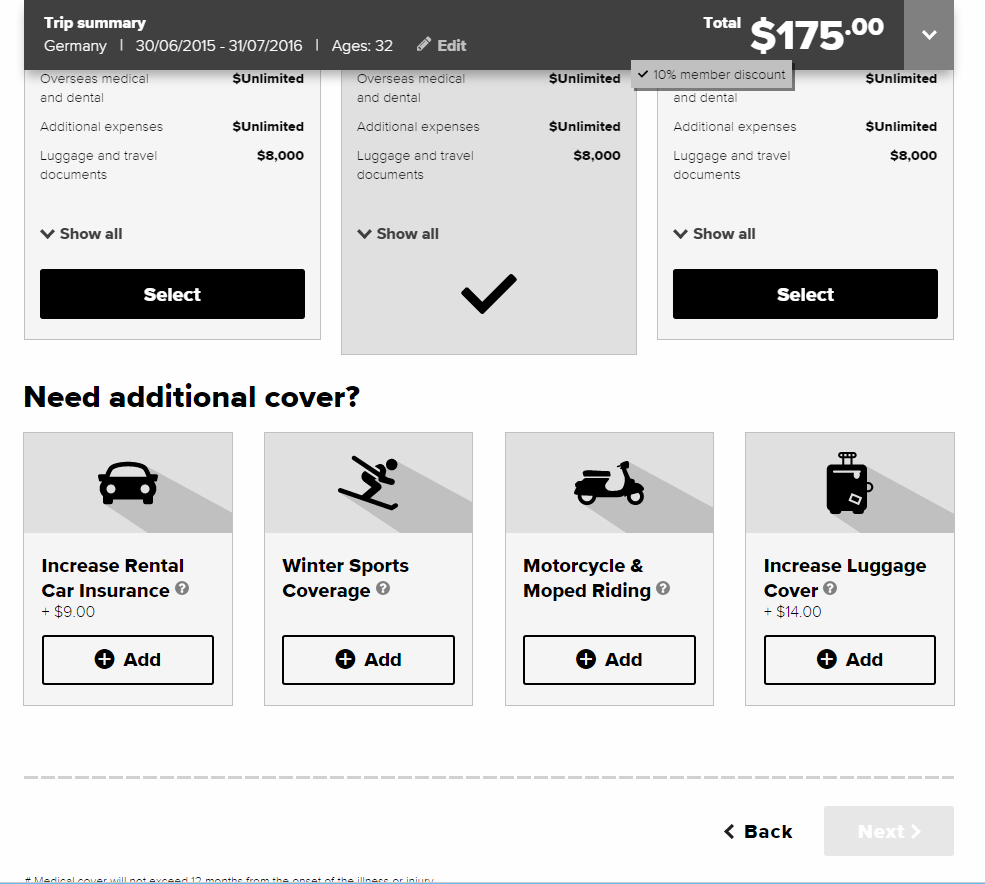 Trip summary
Total $175.00
Germany | 30/06/2015 - 31/07/2016 | Ages: 32 Edit
10% member discount
Overseas medical and dental $Unlimited
Additional expenses $Unlimited
Luggage and travel documents $8,000
Show all
Select
Overseas medical and dental $Unlimited
Additional expenses $Unlimited
Luggage and travel documents $8,000
Show all
and dental $Unlimited
Additional expenses $Unlimited
Luggage and travel documents $8,000
Show all
Select
Need additional cover?
Increase Rental
Car Insurance ?
+ $9.00
Add
Winter Sports
Coverage ?
Add
Motorcycle &
Moped Riding ?
Add
Increase Luggage
Cover ?
+ $14.00
Add
Back
Next
# Medical cover will not exceed 12 months from the onset of the illness or injury